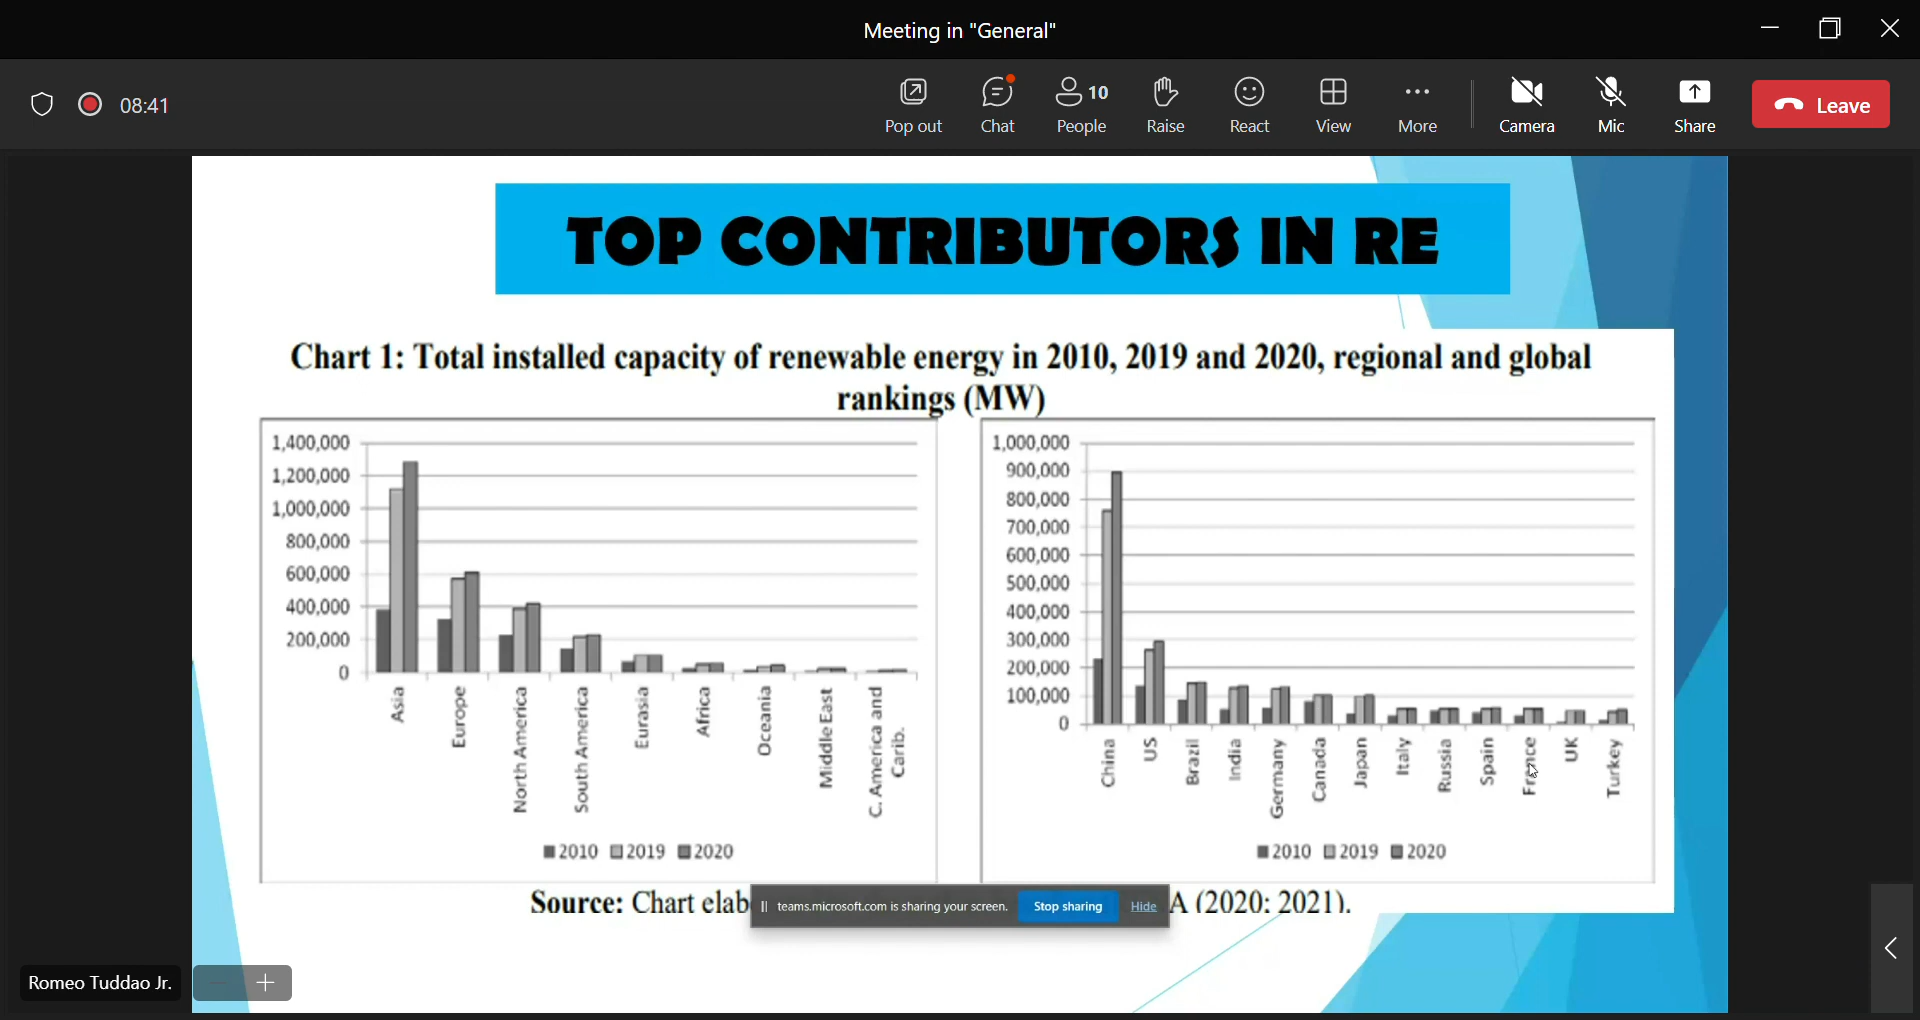 Meeting in "General"
08:41
Pop out
Chat
10
People
Raise
React
View
More
Camera
Mic
Share
Leave
TOP CONTRIBUTORS IN RE
Chart 1: Total installed capacity of renewable energy in 2010, 2019 and 2020, regional and global
rankings (MW)
1,400,000
1,200,000
1,000,000
800,000
600,000
400,000
200,000
0
Asia
Europe
North America
South America
Eurasia
Africa
Oceania
Middle East
C. America and
Carib.
2010 2019 2020
1,000,000
900,000
800,000
700,000
600,000
500,000
400,000
300,000
200,000
100,000
0
China
US
Brazil
India
Germany
Canada
Japan
Italy
Russia
Spain
France
UK
Turkey
2010 2019 2020
Source: Chart elab A (2020; 2021).
teams.microsoft.com is sharing your screen. Stop sharing Hide
Romeo Tuddao Jr.